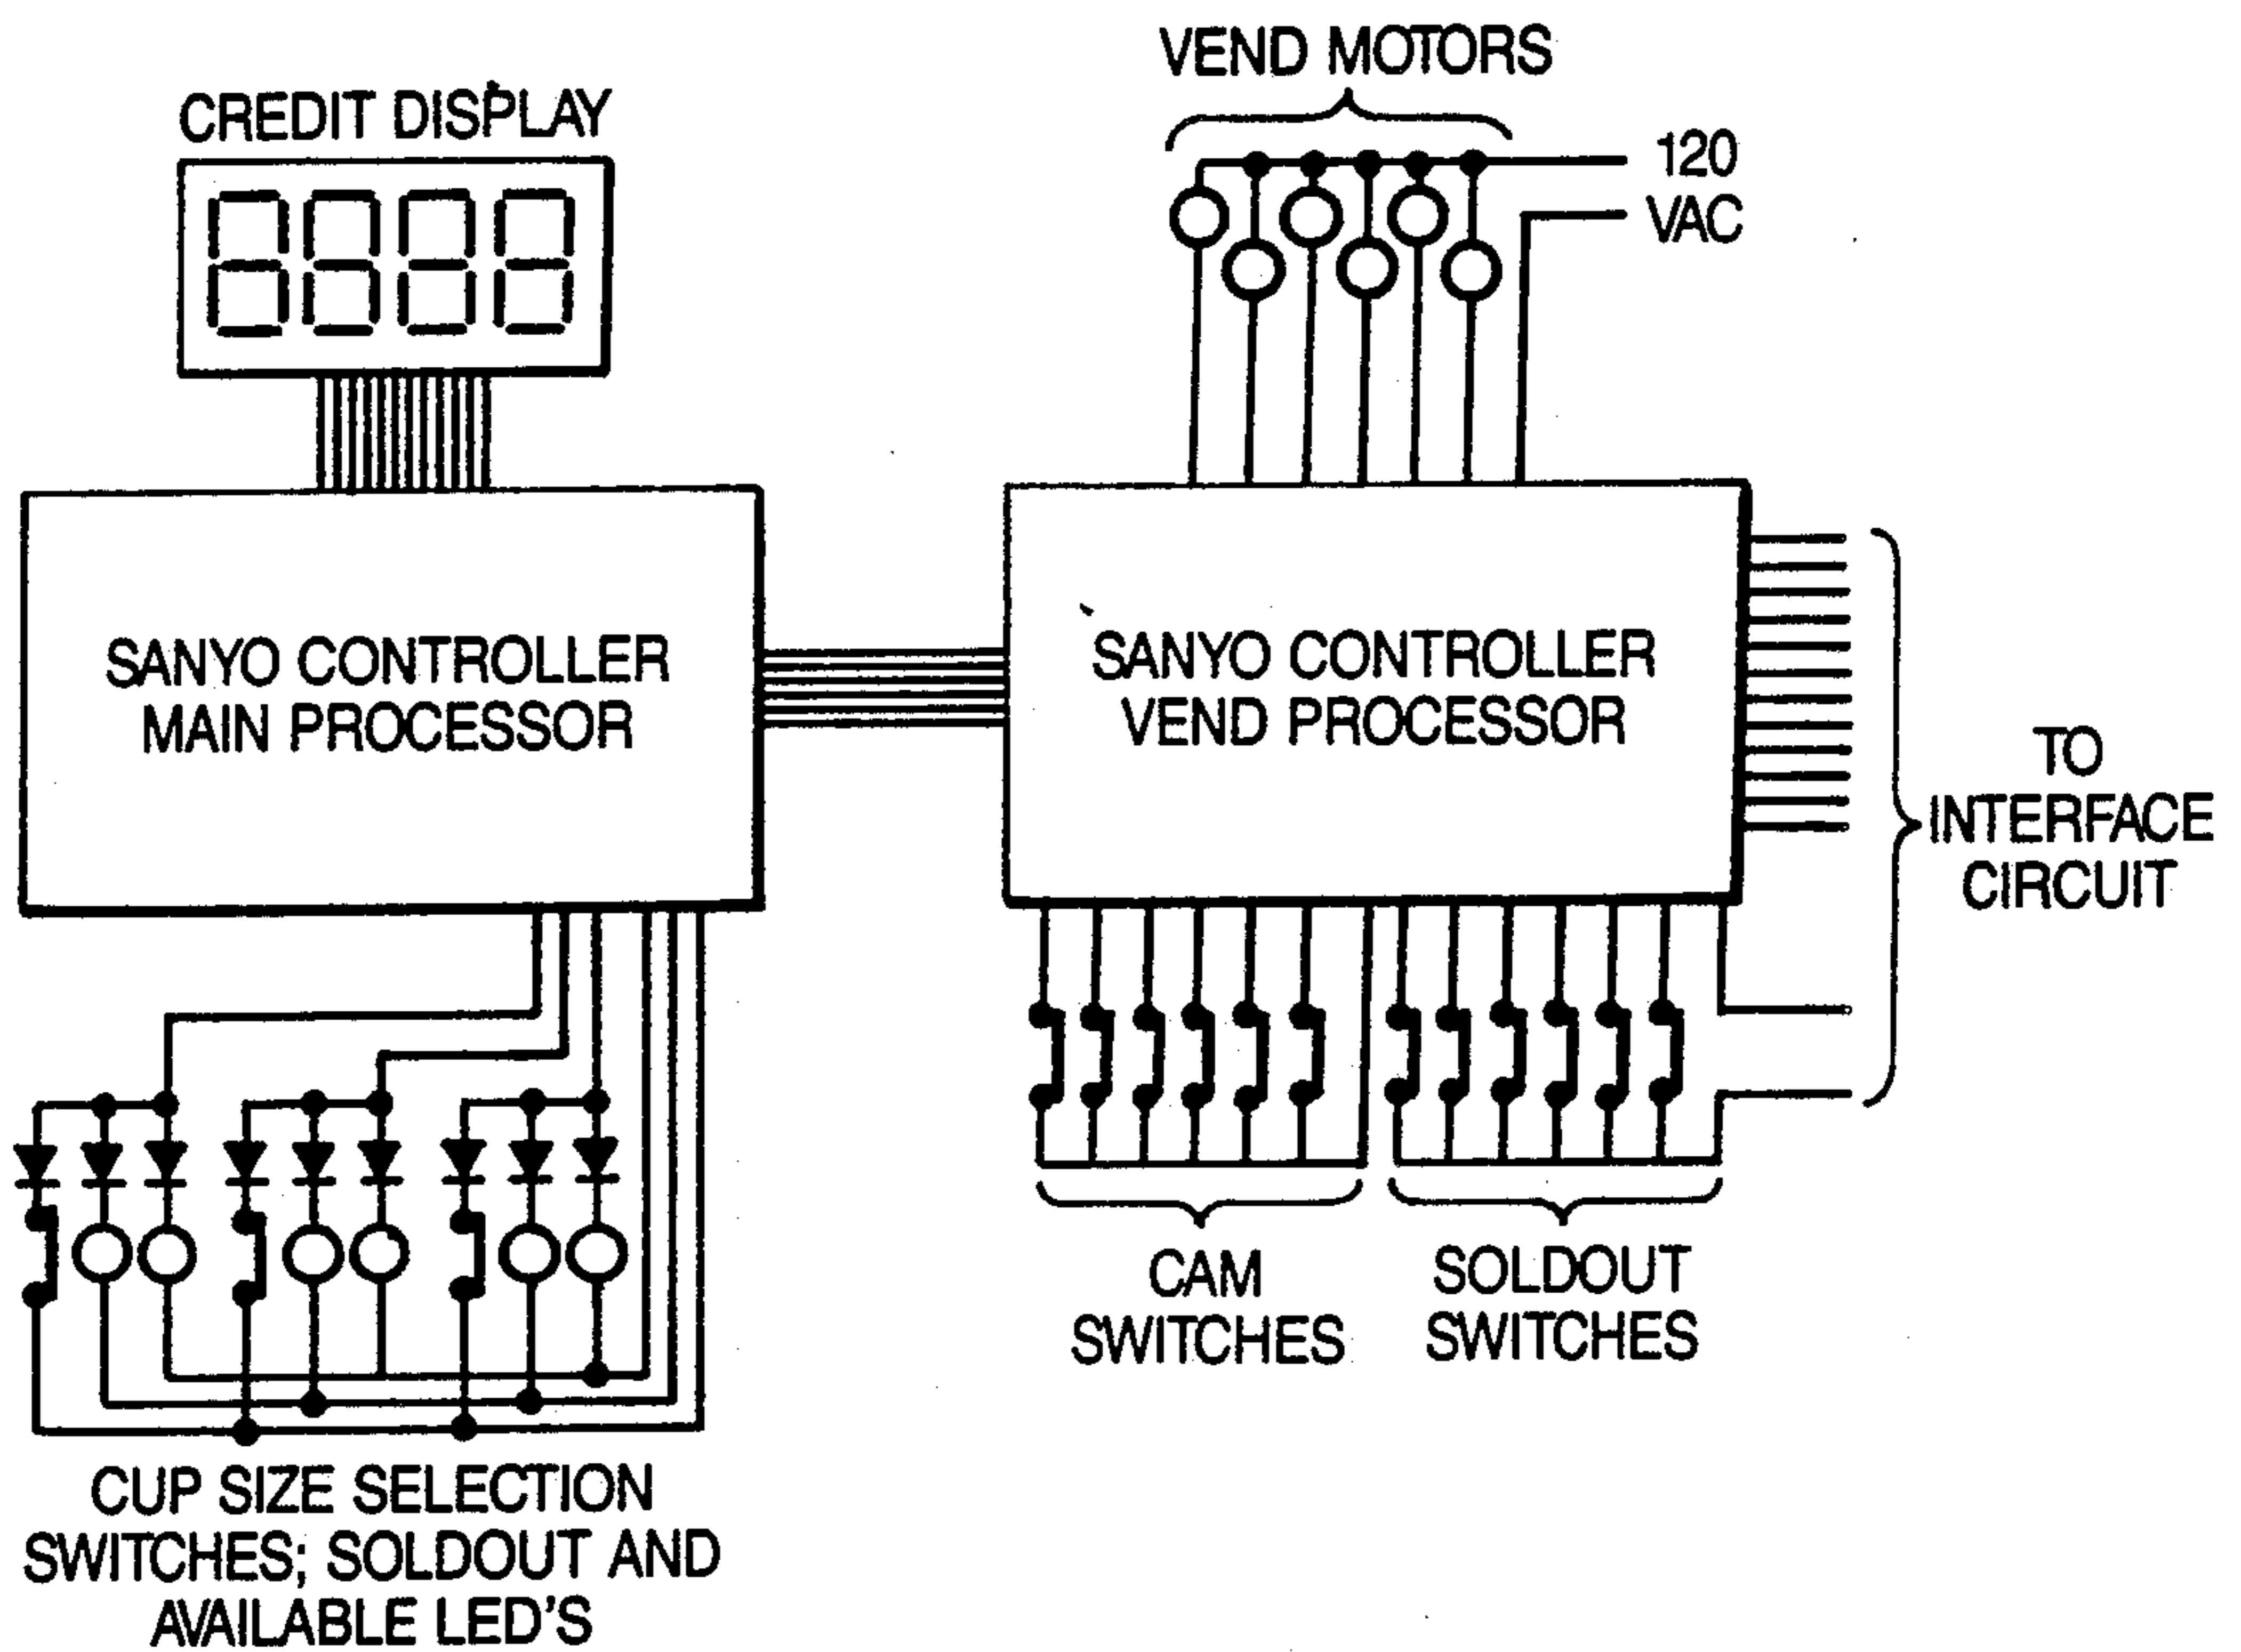 VEND MOTORS
CREDIT DISPLAY
120
VAC
8888
SANYO CONTROLLER
MAIN PROCESSOR
SANYO CONTROLLER
VEND PROCESSOR
TO
INTERFACE
CIRCUIT
CAM
SWITCHES
SOLDOUT
SWITCHES
CUP SIZE SELECTION
SWITCHES; SOLDOUT AND
AVAILABLE LED'S